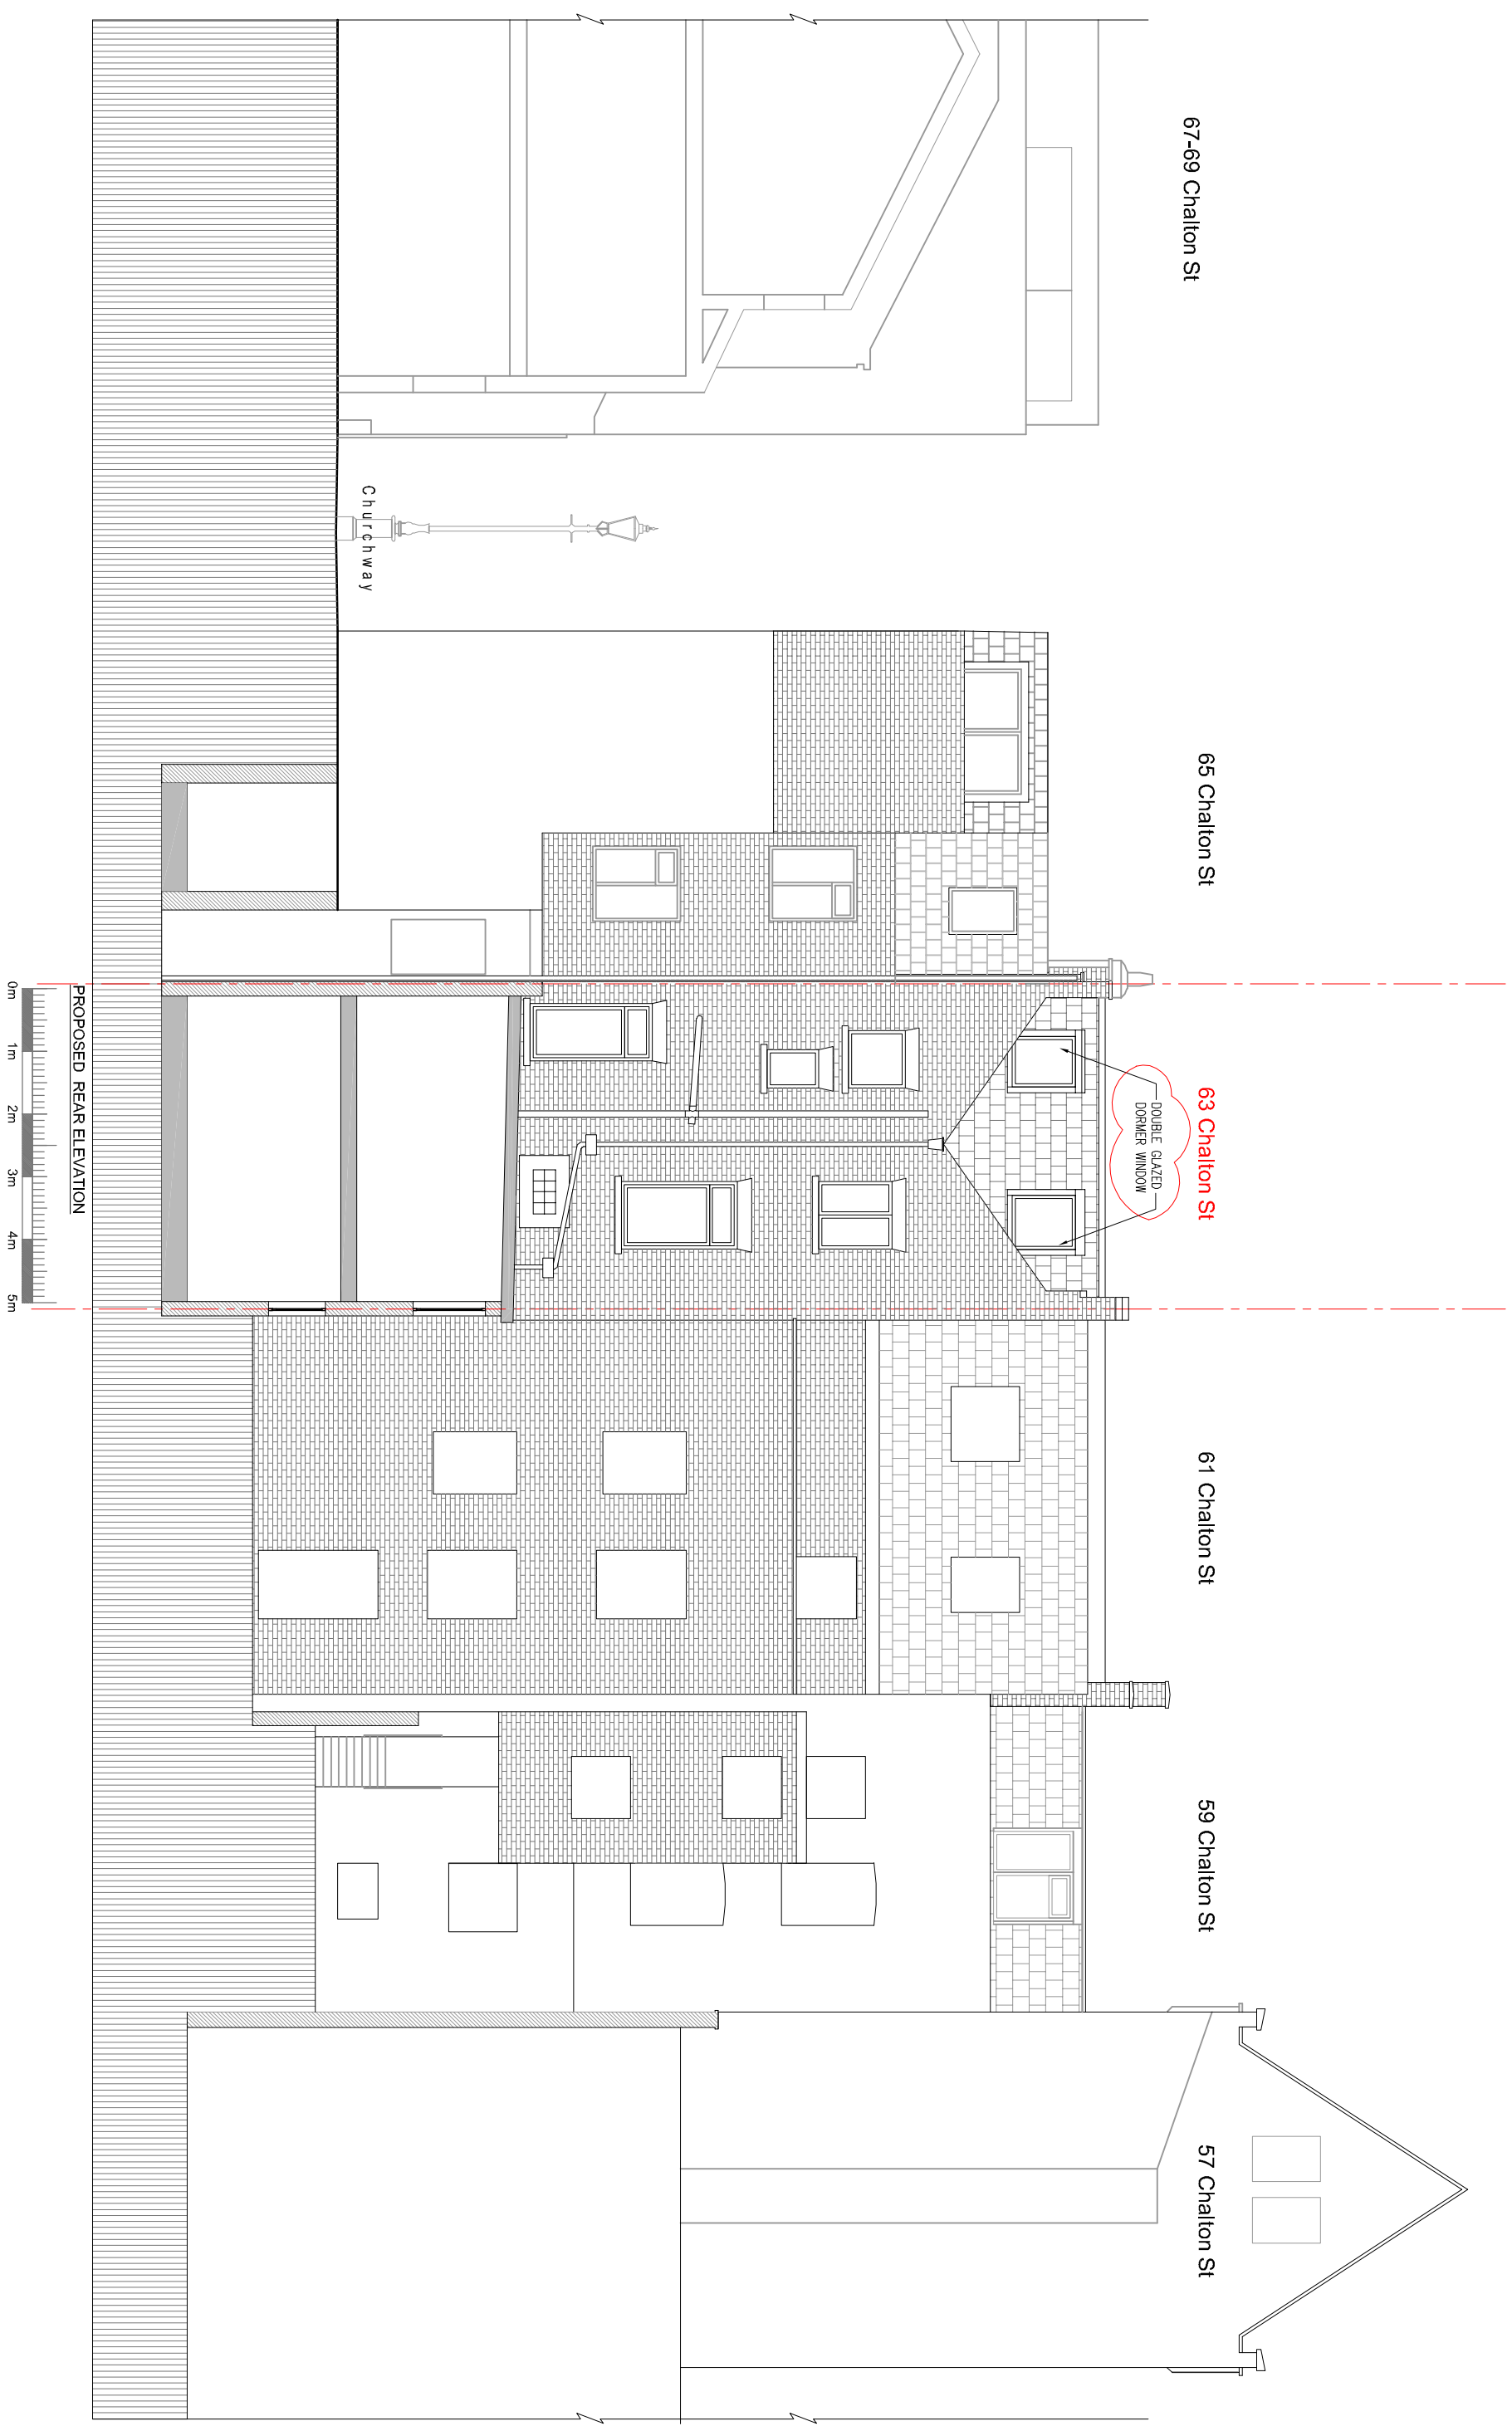 67-69 Chalton St
65 Chalton St
63 Chalton St
61 Chalton St
59 Chalton St
57 Chalton St
DOUBLE GLAZED
DORMER WINDOW
Churchway
PROPOSED REAR ELEVATION
0m 1m 2m 3m 4m 5m